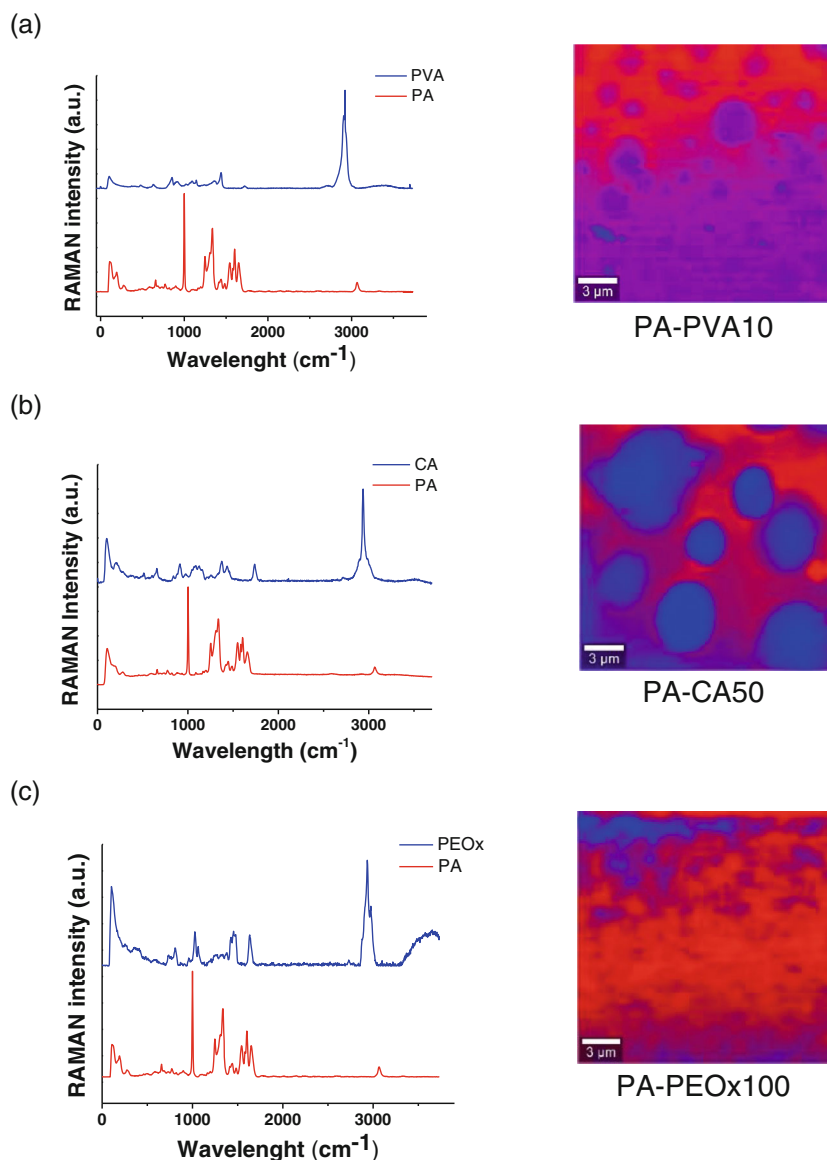 (a)
PVA
PA
RAMAN intensity (a.u.)
0 1000 2000 3000
Wavelenght (cm-1)
3 µm
PA-PVA10
(b)
CA
PA
RAMAN Intensity (a.u.)
0 1000 2000 3000
Wavelength (cm-1)
3 µm
PA-CA50
(c)
PEOx
PA
RAMAN intensity (a.u.)
0 1000 2000 3000
Wavelenght (cm-1)
3 µm
PA-PEOx100